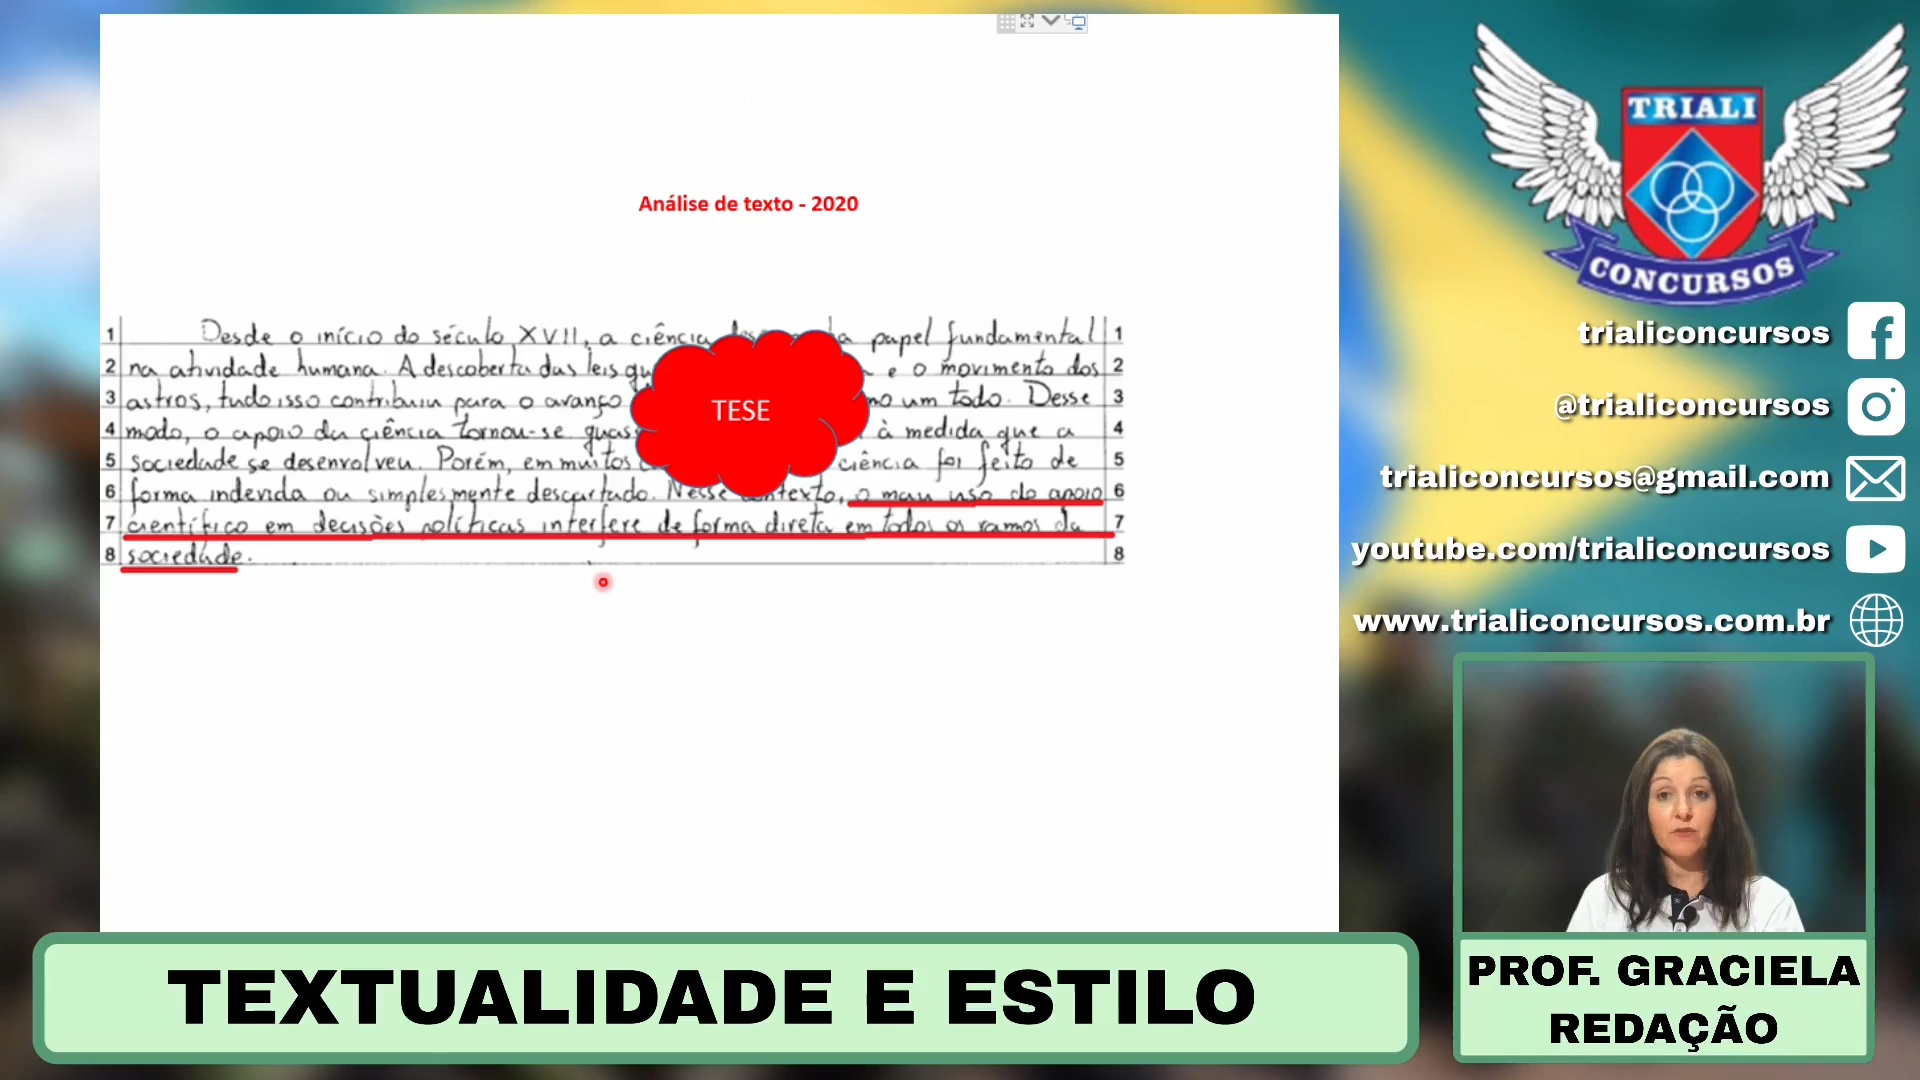 Análise de texto - 2020
1 Desde o início do século XVII, a ciência papel fundamental 1
2 na atividade humana. A descoberta das leis e o movimento dos 2
3 astros, tudo isso contribuiu para o avanço um todo. Desse 3
4 modo, o apoio da ciência tornou-se à medida que a 4
5 sociedade se desenvolveu. Porém, em muitos ciência foi feito de 5
6 forma indevida ou simplesmente descartado. Nesse contexto, o mau uso do apoio 6
7 científico em decisões políticas interfere de forma direta em todos os ramos da 7
8 sociedade. 8
TESE
TRIALI
CONCURSOS
trialiconcursos
@trialiconcursos
trialiconcursos@gmail.com
youtube.com/trialiconcursos
www.trialiconcursos.com.br
TEXTUALIDADE E ESTILO
PROF. GRACIELA
REDAÇÃO